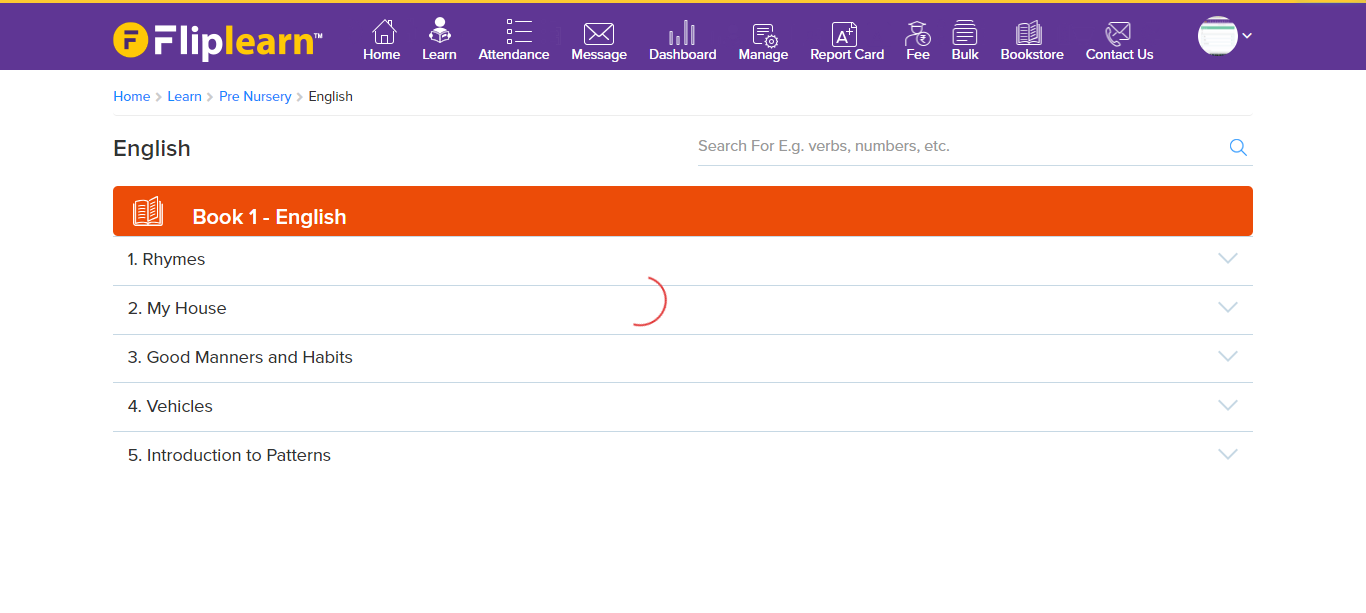 Fliplearn™
Home Learn Attendance Message Dashboard Manage Report Card Fee Bulk Bookstore Contact Us
Home > Learn > Pre Nursery > English
English
Search For E.g. verbs, numbers, etc.
Book 1 - English
1. Rhymes
2. My House
3. Good Manners and Habits
4. Vehicles
5. Introduction to Patterns